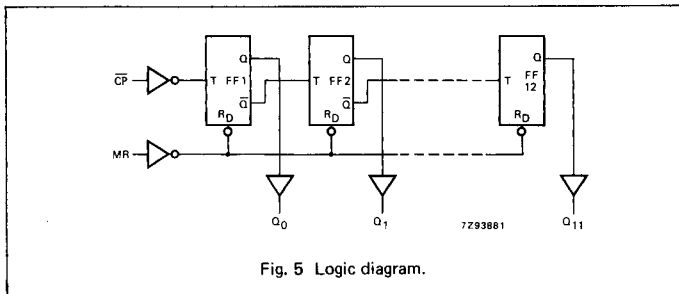 Q Q Q
CP T FF1 T FF2 T FF 12
Q Q
RD RD RD
MR
Q0 Q1 7Z93881 Q11
Fig. 5 Logic diagram.